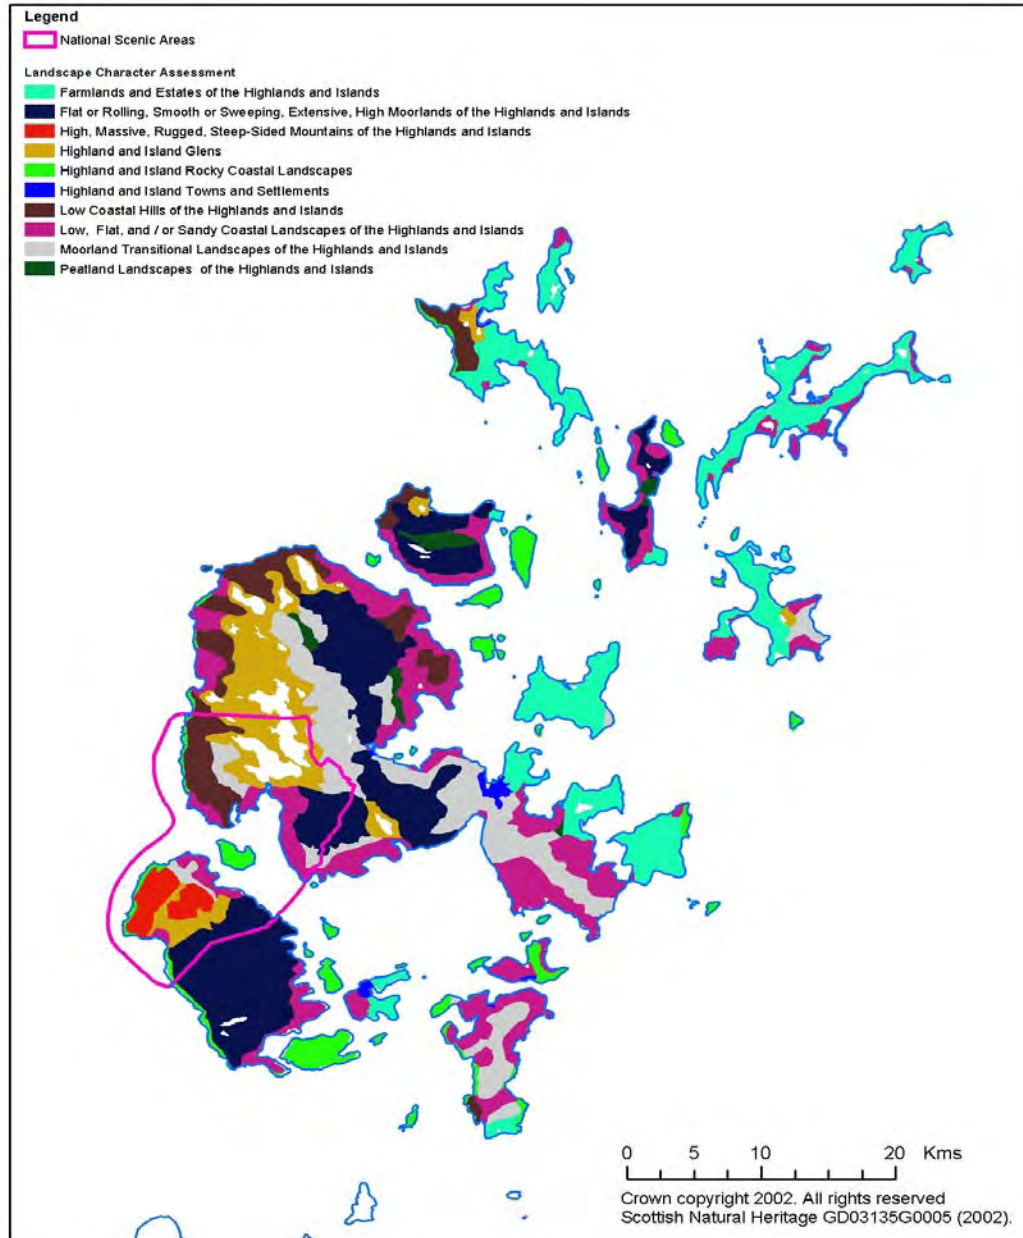 Legend
National Scenic Areas
Landscape Character Assessment
Farmlands and Estates of the Highlands and Islands
Flat or Rolling, Smooth or Sweeping, Extensive, High Moorlands of the Highlands and Islands
High, Massive, Rugged, Steep-Sided Mountains of the Highlands and Islands
Highland and Island Glens
Highland and Island Rocky Coastal Landscapes
Highland and Island Towns and Settlements
Low Coastal Hills of the Highlands and Islands
Low, Flat, and / or Sandy Coastal Landscapes of the Highlands and Islands
Moorland Transitional Landscapes of the Highlands and Islands
Peatland Landscapes of the Highlands and Islands
0 5 10 20 Kms
Crown copyright 2002. All rights reserved
Scottish Natural Heritage GD03135G0005 (2002).